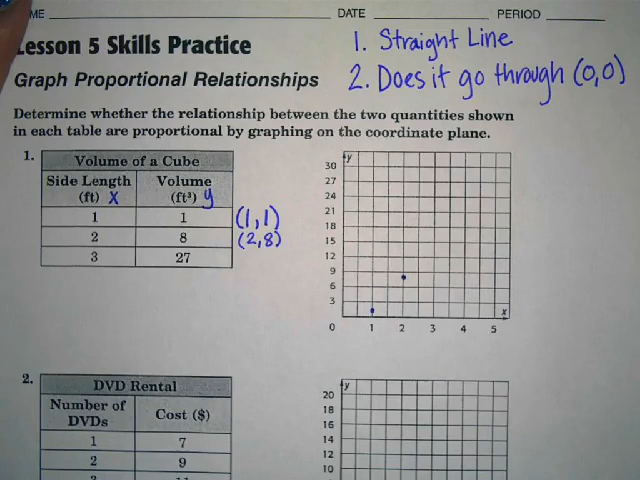 ME ____________ DATE ____________ PERIOD ________
Lesson 5 Skills Practice
1. Straight Line
Graph Proportional Relationships
2. Does it go through (0,0)
Determine whether the relationship between the two quantities shown
in each table are proportional by graphing on the coordinate plane.
1.
Volume of a Cube
Side Length (ft) x Volume (ft³) y
1 1 (1,1)
2 8 (2,8)
3 27
y
30
27
24
21
18
15
12
9
6
3
0 1 2 3 4 5 x
2.
DVD Rental
Number of DVDs Cost ($)
1 7
2 9
y
20
18
16
14
12
10